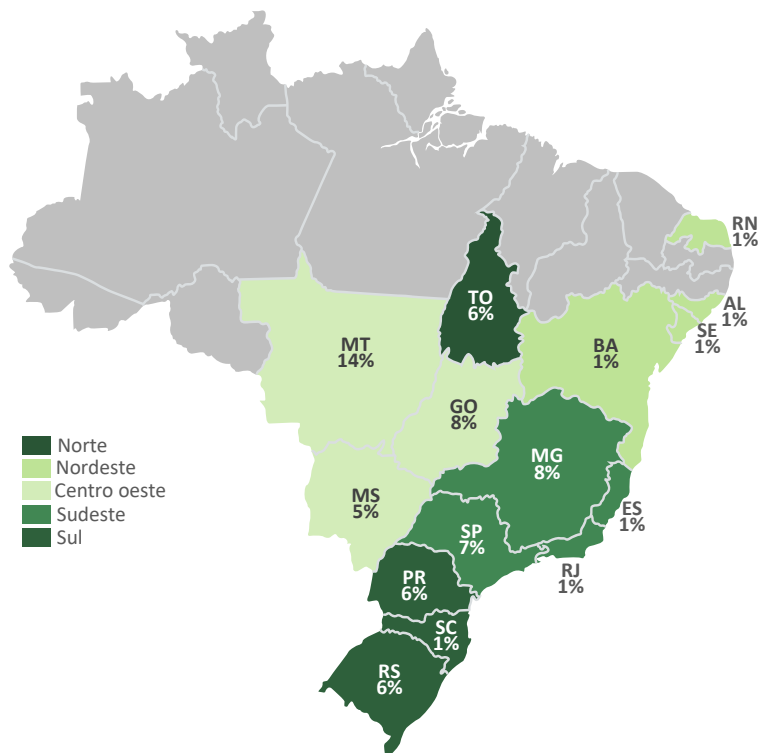 RN
1%
TO
6%
AL
1%
SE
1%
MT
14%
BA
1%
GO
8%
Norte
Nordeste
Centro oeste
Sudeste
Sul
MG
8%
MS
5%
ES
1%
SP
7%
RJ
1%
PR
6%
SC
1%
RS
6%